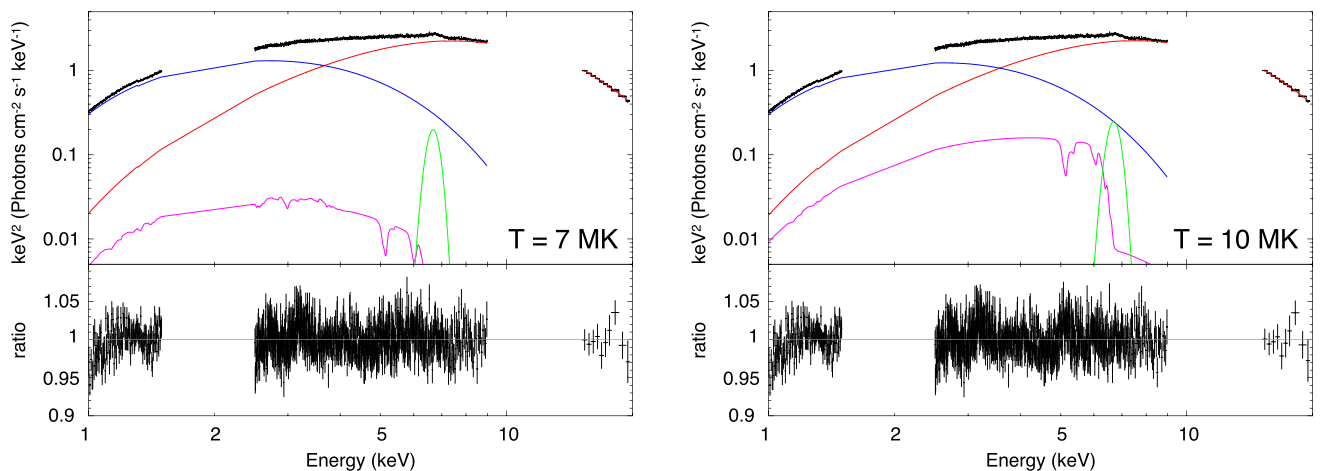 keV² (Photons cm⁻² s⁻¹ keV⁻¹)
1
0.1
0.01
T = 7 MK
ratio
1.05
1
0.95
0.9
1 2 5 10
Energy (keV)
keV² (Photons cm⁻² s⁻¹ keV⁻¹)
1
0.1
0.01
T = 10 MK
ratio
1.05
1
0.95
0.9
1 2 5 10
Energy (keV)